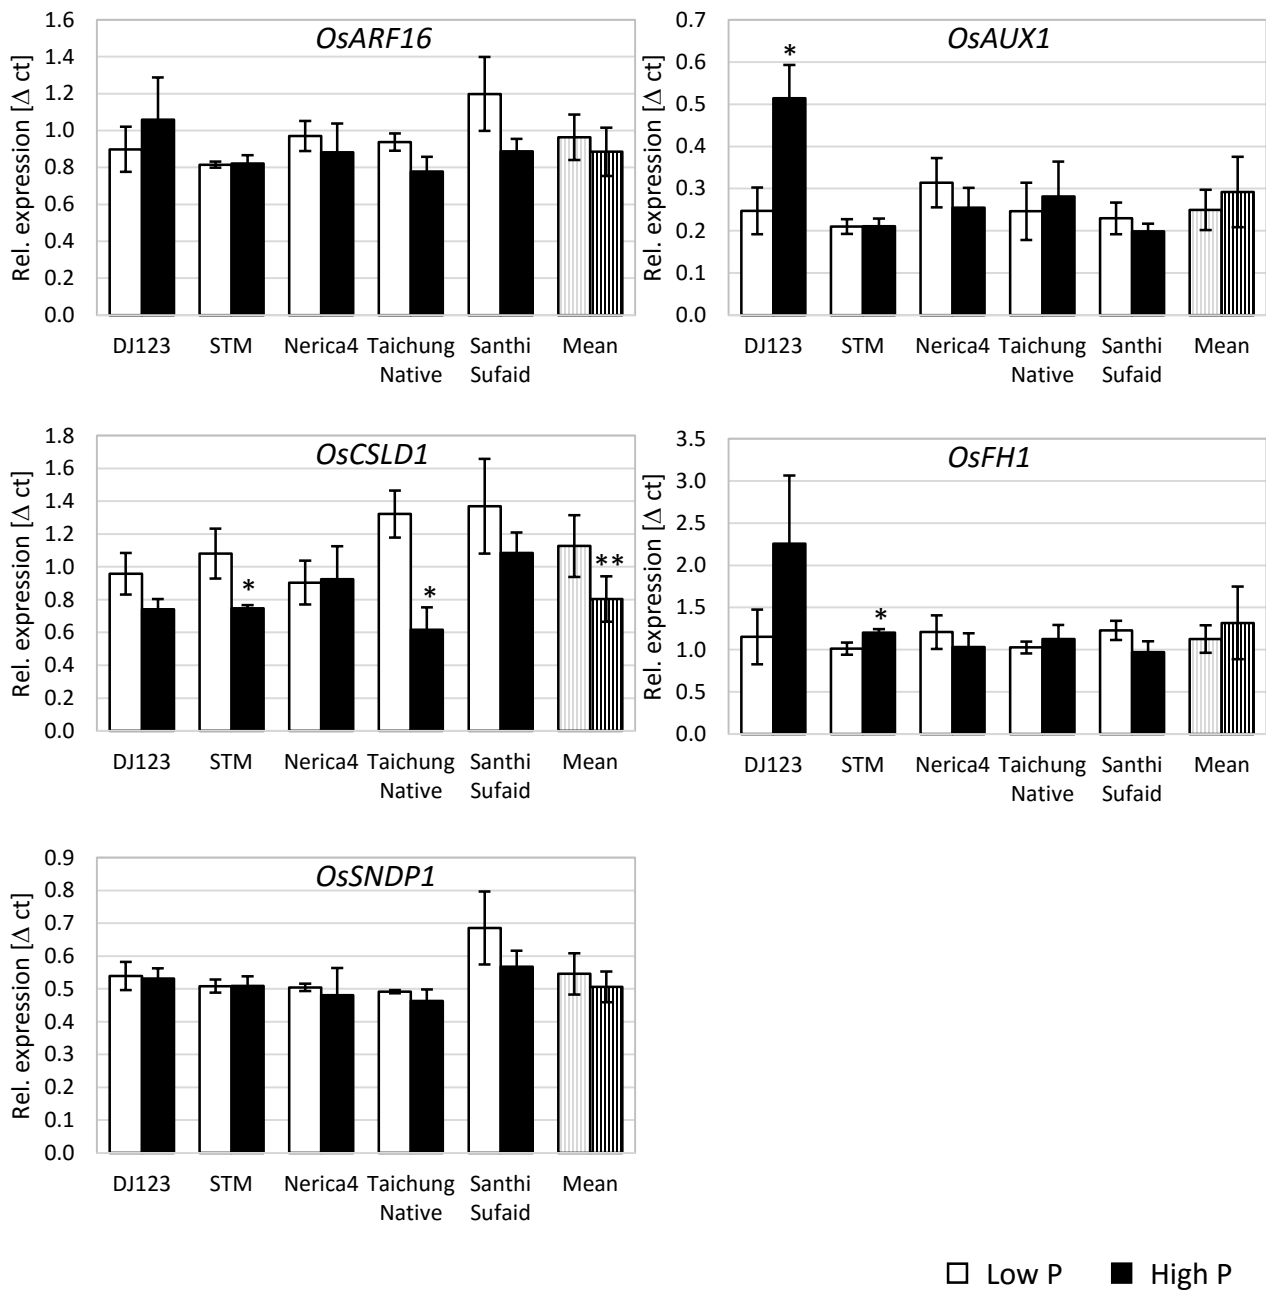 OsARF16
Rel. expression [Δ ct]
1.6
1.4
1.2
1.0
0.8
0.6
0.4
0.2
0.0
DJ123 STM Nerica4 Taichung Santhi Mean
Native Sufaid
OsAUX1
Rel. expression [Δ ct]
0.7
0.6
0.5
0.4
0.3
0.2
0.1
0.0
*
DJ123 STM Nerica4 Taichung Santhi Mean
Native Sufaid
OsCSLD1
Rel. expression [Δ ct]
1.8
1.6
1.4
1.2
1.0
0.8
0.6
0.4
0.2
0.0
* * **
DJ123 STM Nerica4 Taichung Santhi Mean
Native Sufaid
OsFH1
Rel. expression [Δ ct]
3.5
3.0
2.5
2.0
1.5
1.0
0.5
0.0
*
DJ123 STM Nerica4 Taichung Santhi Mean
Native Sufaid
OsSNDP1
Rel. expression [Δ ct]
0.9
0.8
0.7
0.6
0.5
0.4
0.3
0.2
0.1
0.0
DJ123 STM Nerica4 Taichung Santhi Mean
Native Sufaid
Low P High P